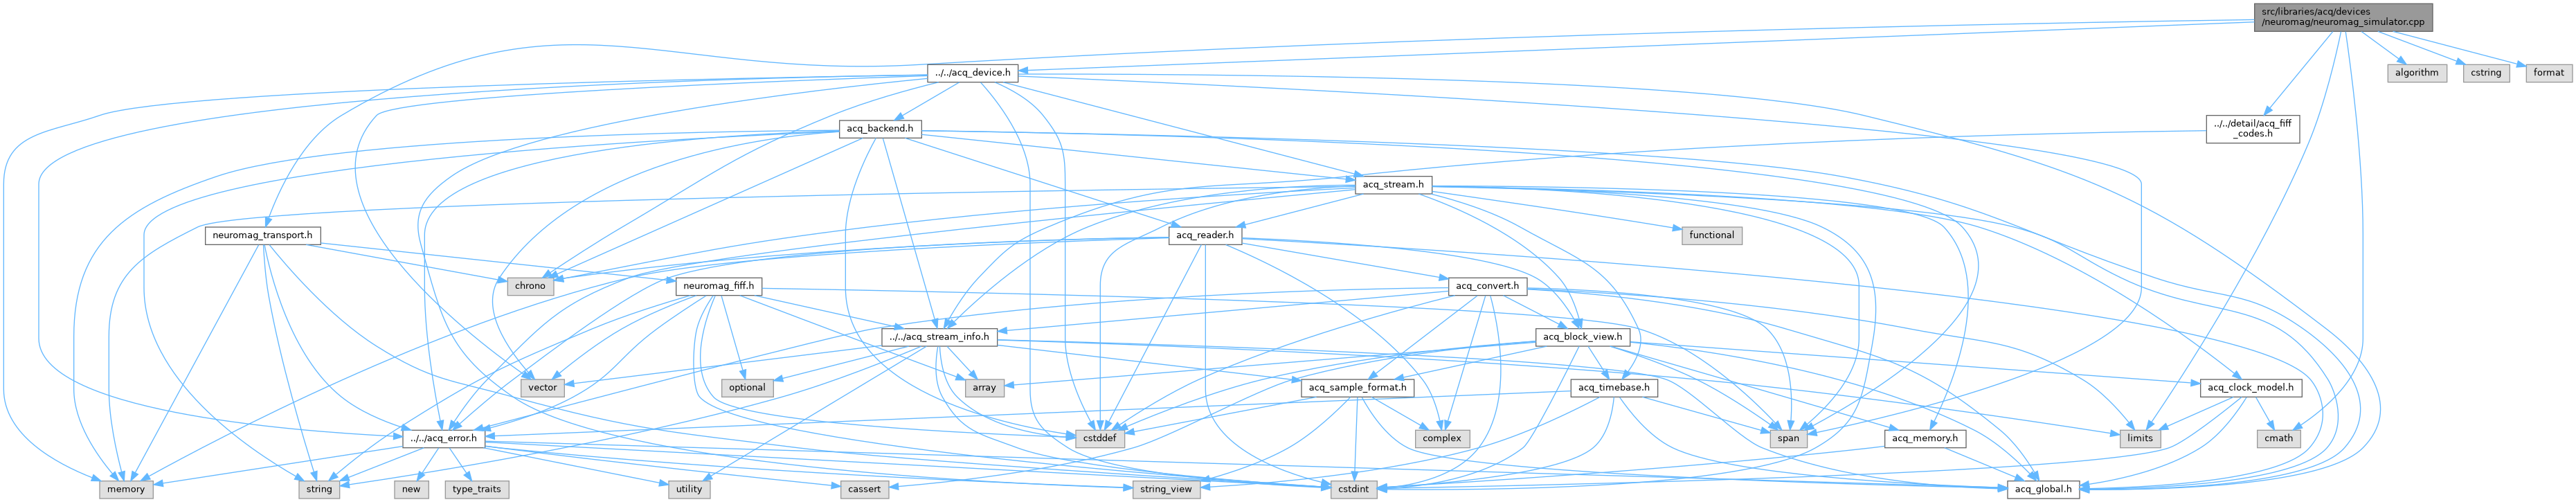 src/libraries/acq/devices
/neuromag/neuromag_simulator.cpp
../../acq_device.h
algorithm
cstring
format
acq_backend.h
../../detail/acq_fiff
_codes.h
acq_stream.h
neuromag_transport.h
acq_reader.h
functional
chrono
neuromag_fiff.h
acq_convert.h
../../acq_stream_info.h
acq_block_view.h
vector
optional
array
acq_sample_format.h
acq_timebase.h
acq_clock_model.h
../../acq_error.h
cstddef
complex
acq_memory.h
span
limits
cmath
memory
string
new
type_traits
utility
cassert
string_view
cstdint
acq_global.h